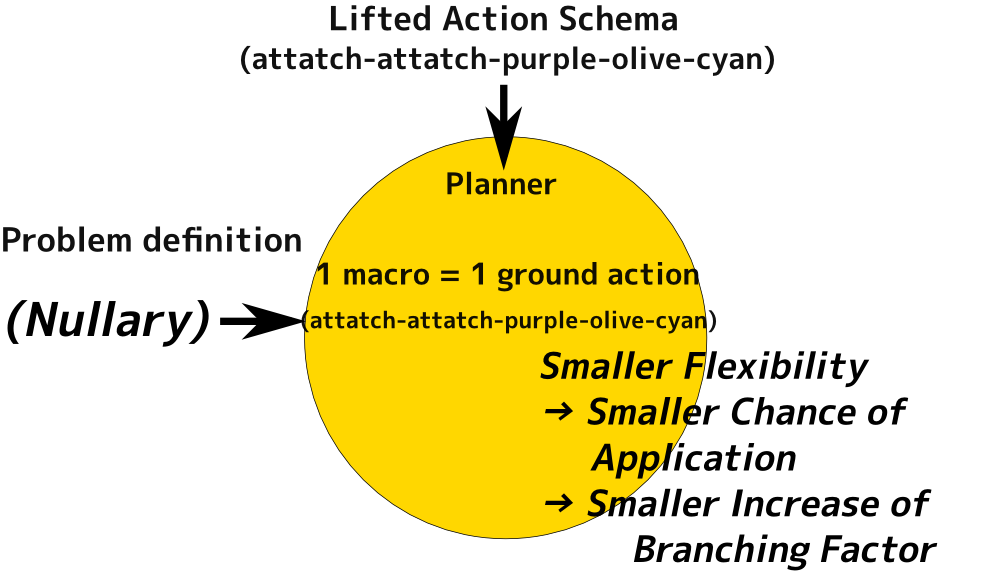 Lifted Action Schema
(attatch-attatch-purple-olive-cyan)
Planner
Problem definition
1 macro = 1 ground action
(Nullary)
(attatch-attatch-purple-olive-cyan)
Smaller Flexibility
→ Smaller Chance of
Application
→ Smaller Increase of
Branching Factor